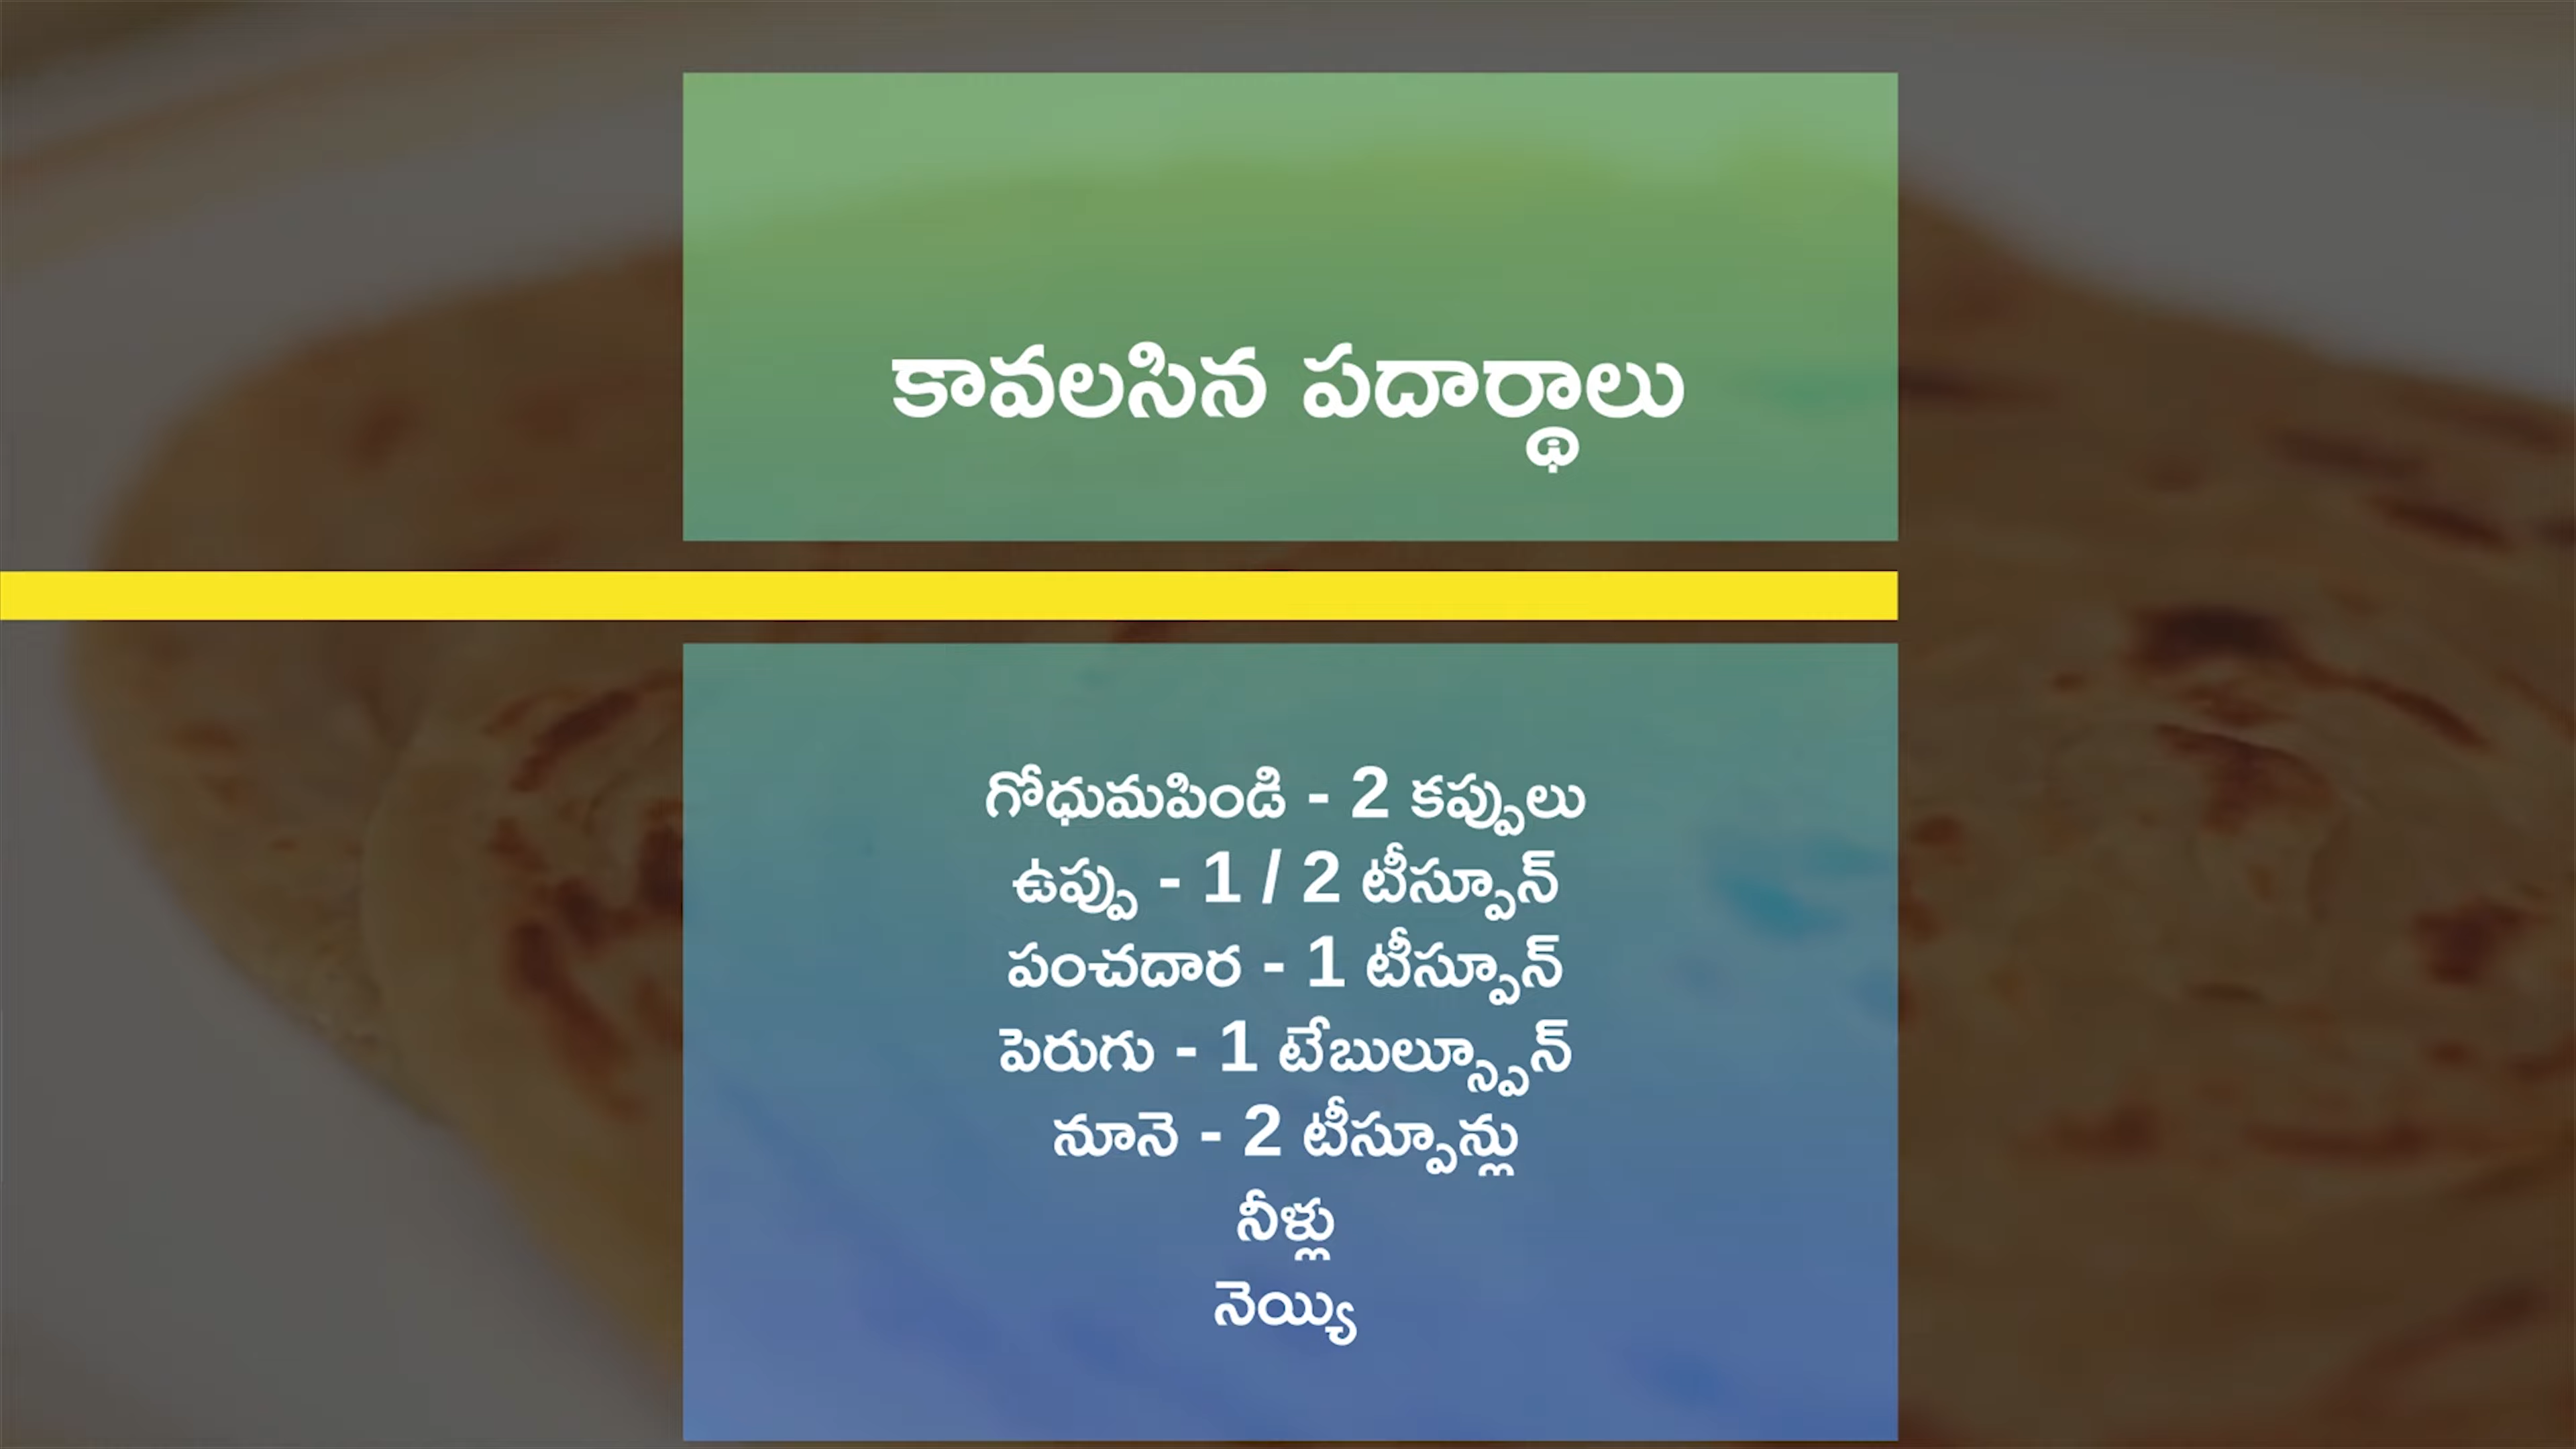 కావలసిన పదార్థాలు
గోధుమపిండి - 2 కప్పులు
ఉప్పు - 1 / 2 టీస్పూన్
పంచదార - 1 టీస్పూన్
పెరుగు - 1 టేబుల్స్పూన్
నూనె - 2 టీస్పూన్లు
నీళ్లు
నెయ్యి